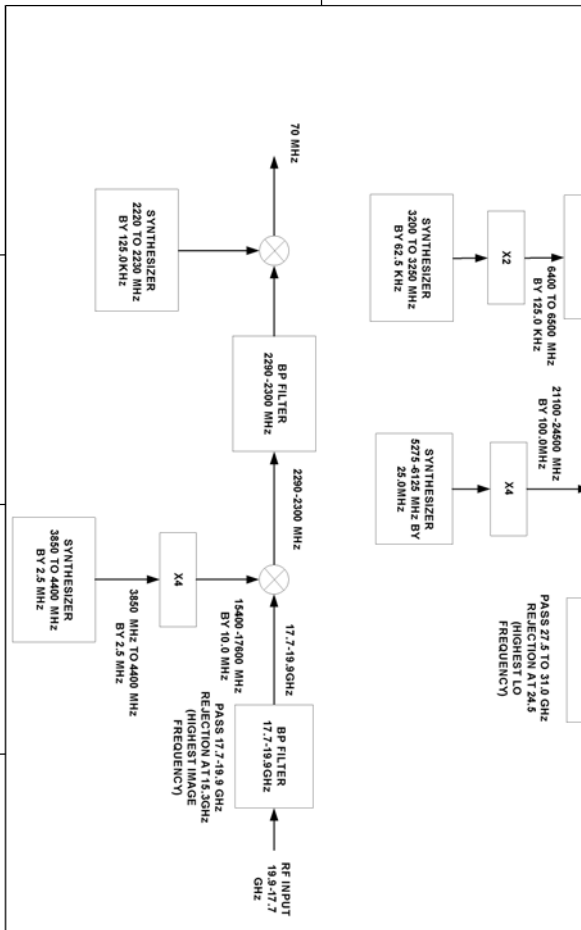 SYNTHESIZER
3200 TO 3250 MHz
BY 62.5 KHz
X2
6400 TO 6500 MHz
BY 125.0 KHz
SYNTHESIZER
5275-6125 MHz BY
25.0MHz
X4
21100-24500 MHz
BY 100.0MHz
PASS 27.5 TO 31.0 GHz
REJECTION AT 24.5
(HIGHEST LO
FREQUENCY)
70 MHz
SYNTHESIZER
2220 TO 2230 MHz
BY 125.0KHz
BP FILTER
2290-2300 MHz
2290-2300 MHz
SYNTHESIZER
3850 TO 4400 MHz
BY 2.5 MHz
3850 MHz TO 4400 MHz
BY 2.5 MHz
X4
15400-17600 MHz
BY 10.0 MHz
17.7-19.9GHz
BP FILTER
17.7-19.9GHz
PASS 17.7-19.9 GHz
REJECTION AT 15.3GHz
(HIGHEST IMAGE
FREQUENCY)
RF INPUT
19.9-17.7
GHz